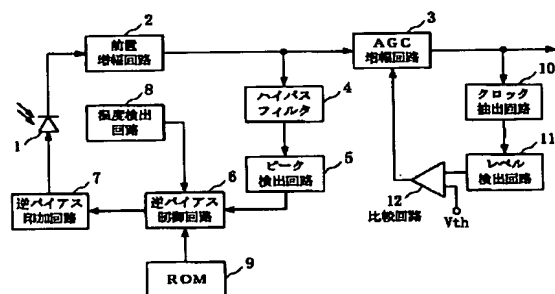 2
前置
増幅回路
3
AGC
増幅回路
10
クロック
抽出回路
8
温度検出
回路
ハイパス
フィルタ
4
1
11
レベル
検出回路
ピーク
検出回路
5
7
逆バイアス
印加回路
6
逆バイアス
制御回路
12
比較回路
Vth
ROM
9